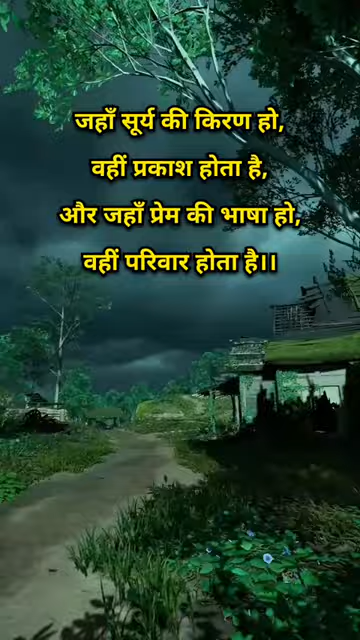 जहाँ सूर्य की किरण हो,
वहीं प्रकाश होता है,
और जहाँ प्रेम की भाषा हो,
वहीं परिवार होता है।।